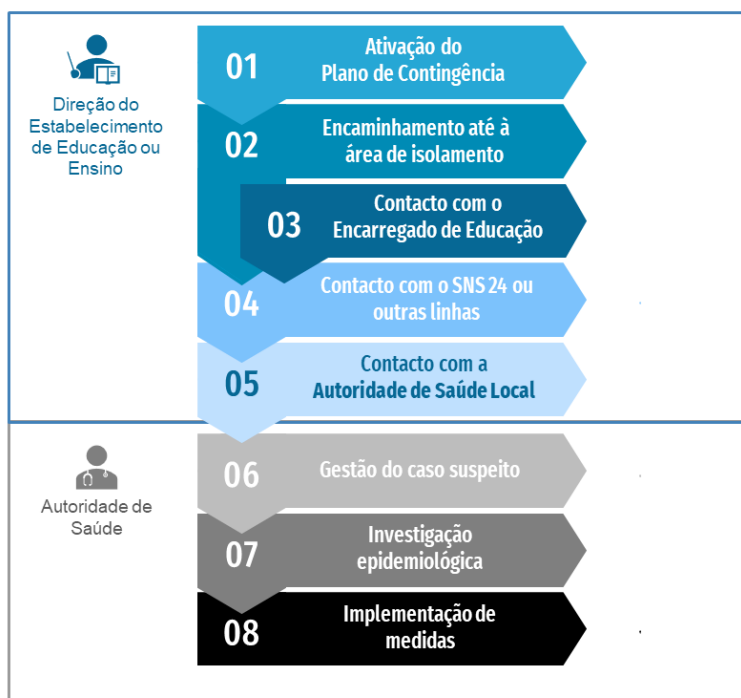 Direção do
Estabelecimento
de Educação ou
Ensino
01
Ativação do
Plano de Contingência
02
Encaminhamento até à
área de isolamento
03
Contacto com o
Encarregado de Educação
04
Contacto com o SNS 24 ou
outras linhas
05
Contacto com a
Autoridade de Saúde Local
Autoridade de
Saúde
06
Gestão do caso suspeito
07
Investigação
epidemiológica
08
Implementação de
medidas